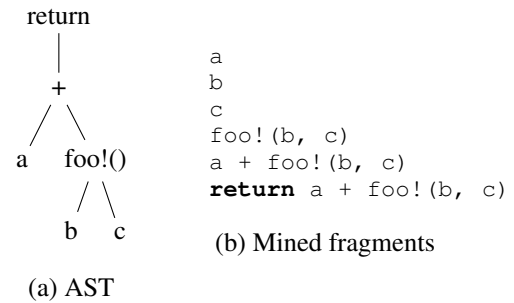 return
+
a foo!()
b c
(a) AST
a
b
c
foo!(b, c)
a + foo!(b, c)
return a + foo!(b, c)
(b) Mined fragments